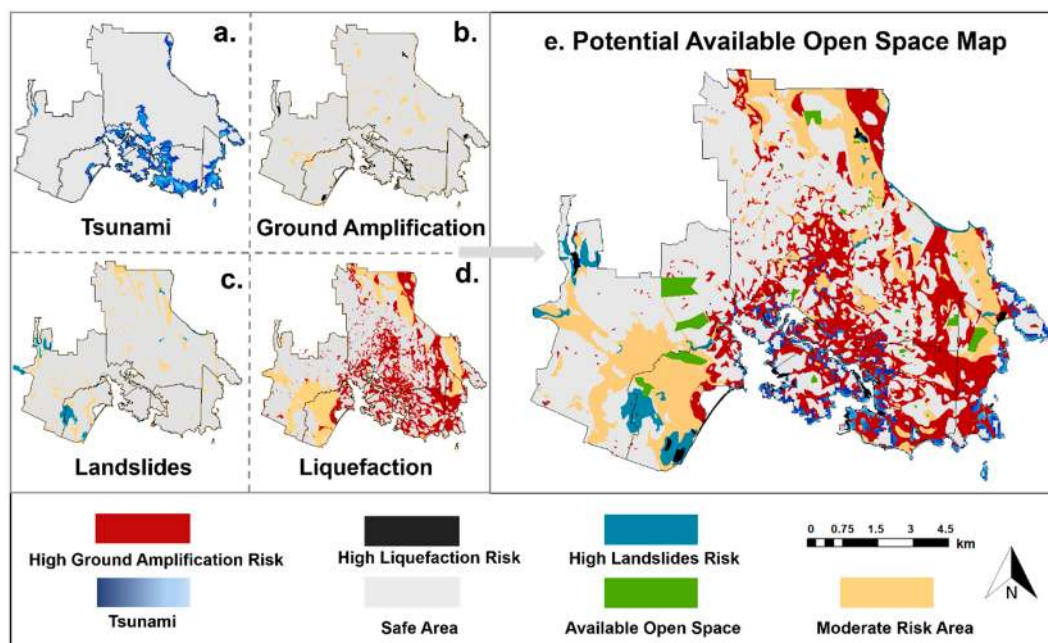 a.
b.
Tsunami
Ground Amplification
c.
d.
Landslides
Liquefaction
e. Potential Available Open Space Map
High Ground Amplification Risk
High Liquefaction Risk
High Landslides Risk
0 0.75 1.5 3 4.5
km
Tsunami
Safe Area
Available Open Space
Moderate Risk Area
N